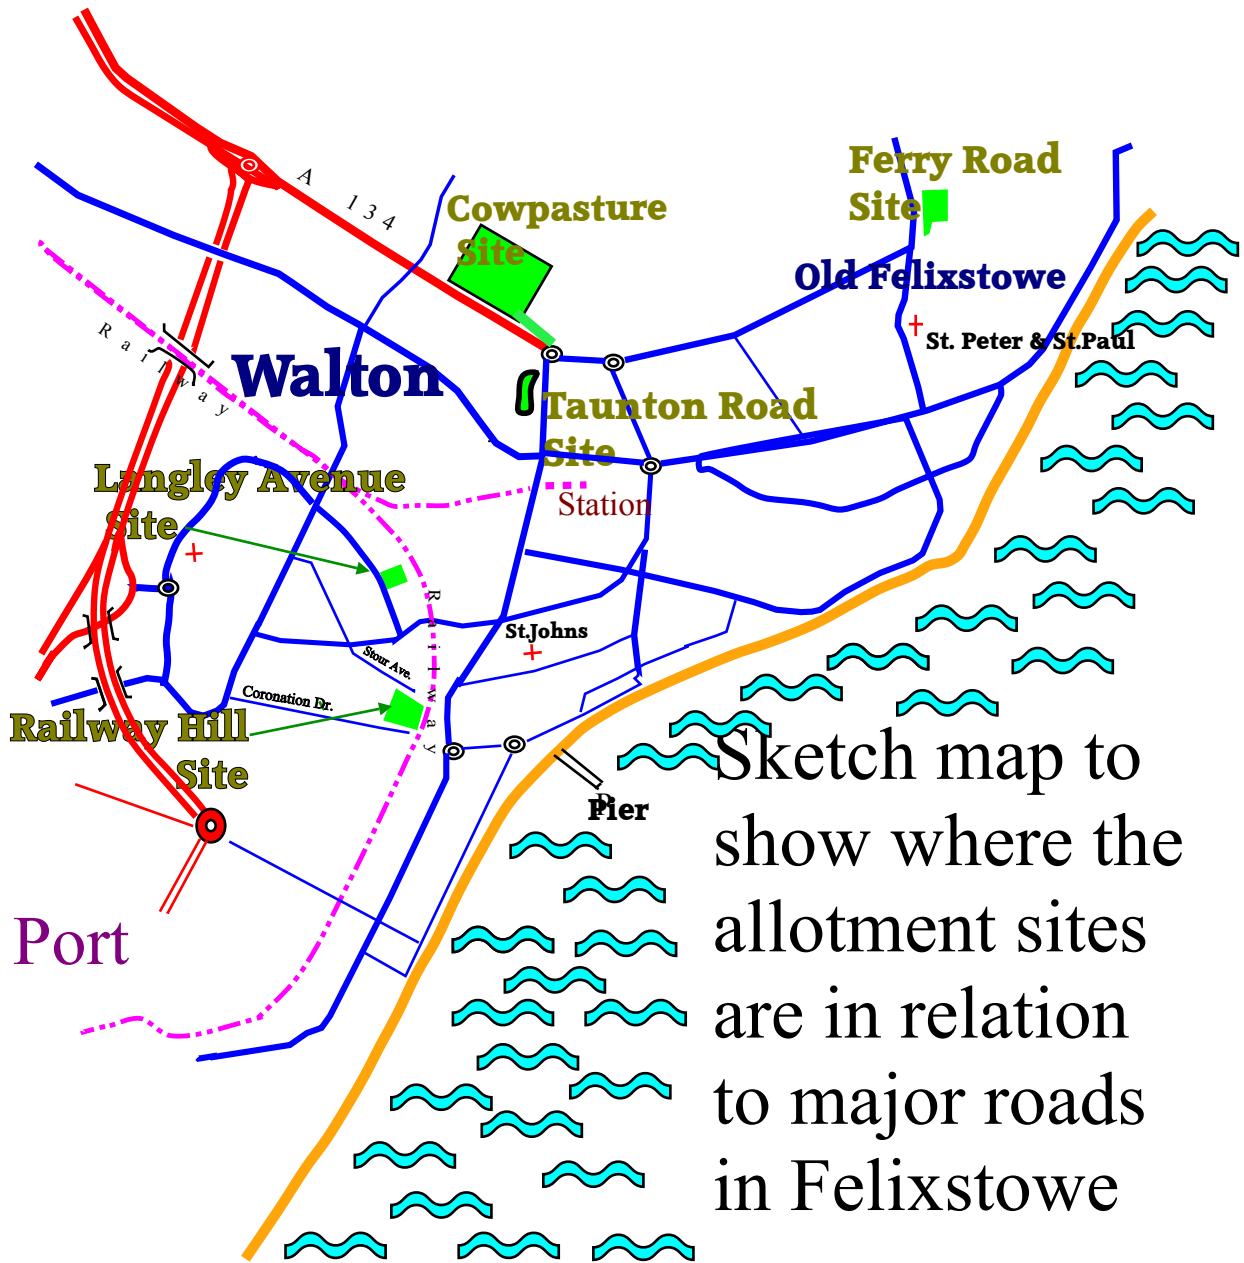 A 134
Cowpasture
Site
Ferry Road
Site
Old Felixstowe
St. Peter & St.Paul
Railway
Walton
Taunton Road
Site
Station
Langley Avenue
Site
Railway
St.Johns
Stour Ave.
Coronation Dr.
Railway Hill
Site
Pier
Port
Sketch map to
show where the
allotment sites
are in relation
to major roads
in Felixstowe